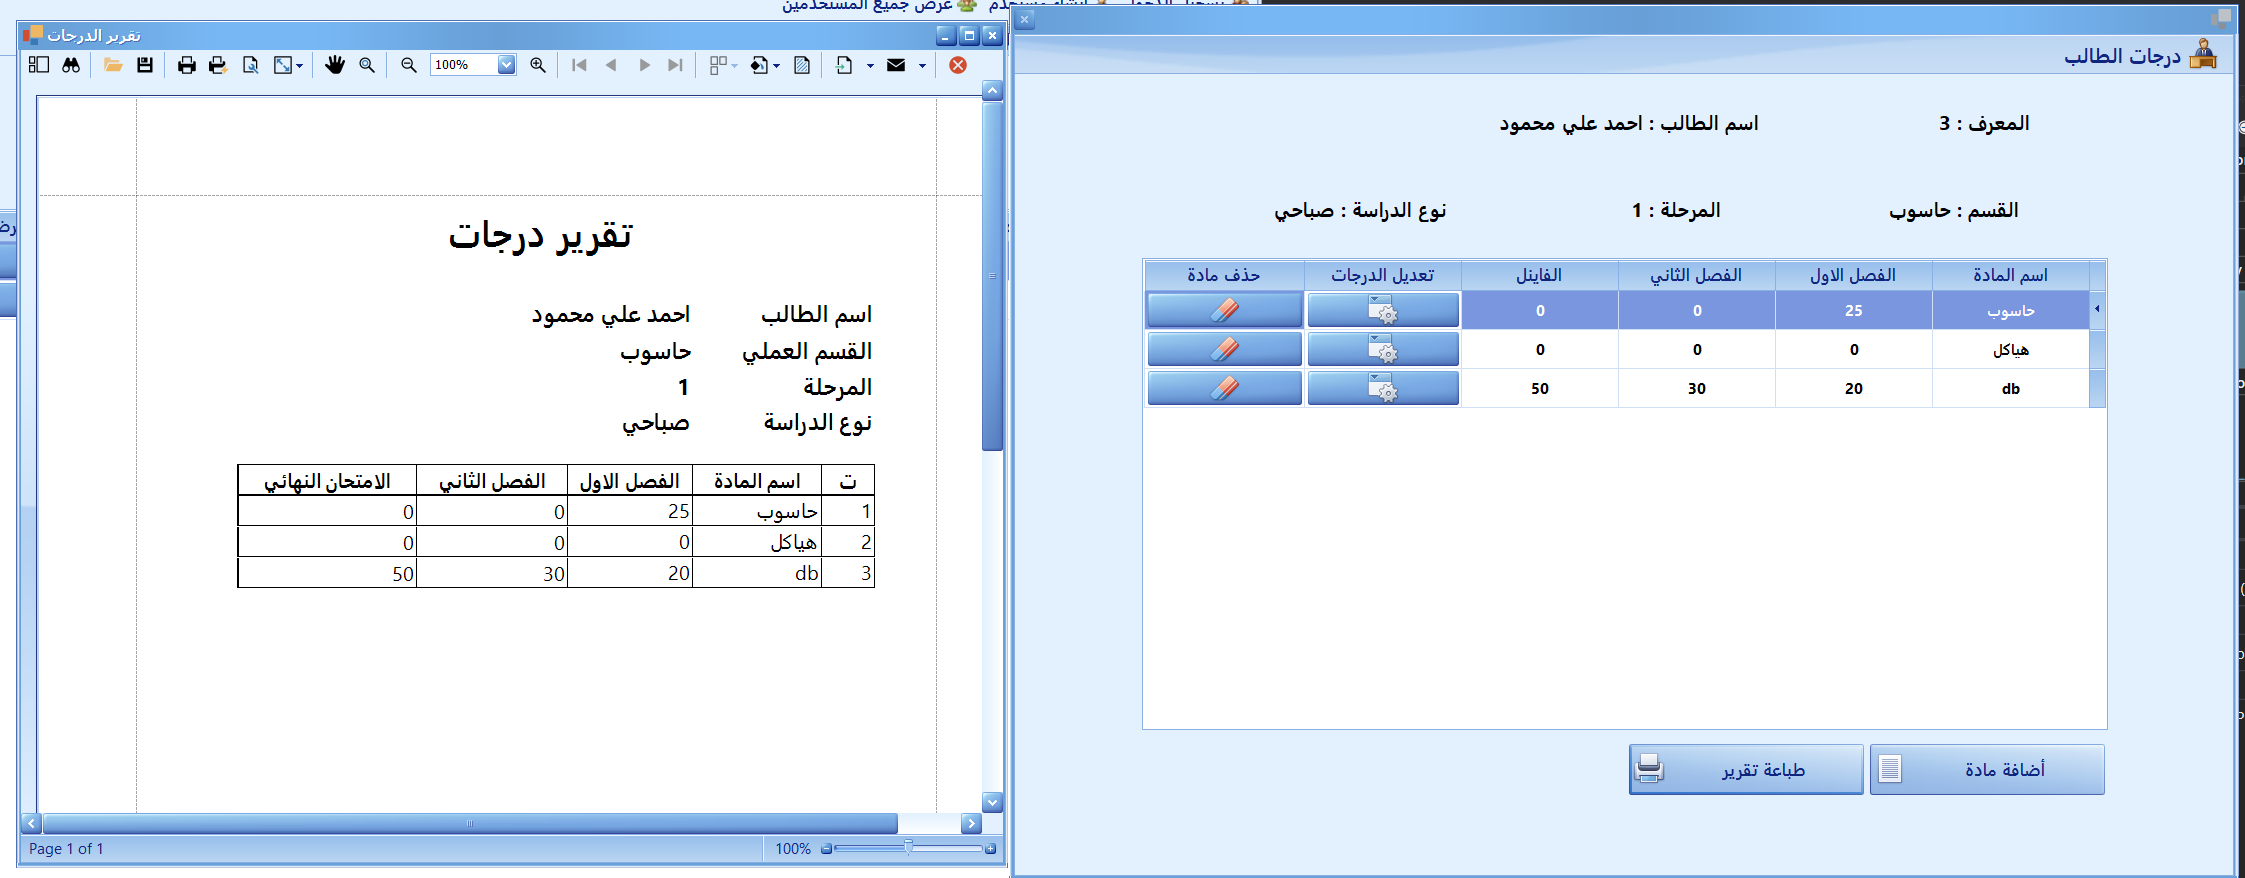 عرض جميع المستخدمين
تقرير الدرجات
100%
تقرير درجات
اسم الطالب احمد علي محمود
القسم العملي حاسوب
المرحلة 1
نوع الدراسة صباحي
ت اسم المادة الفصل الاول الفصل الثاني الامتحان النهائي
1 حاسوب 25 0 0
2 هياكل 0 0 0
3 db 20 30 50
Page 1 of 1
100%
درجات الطالب
المعرف : 3 اسم الطالب : احمد علي محمود
القسم : حاسوب المرحلة : 1 نوع الدراسة : صباحي
اسم المادة الفصل الاول الفصل الثاني الفاينل تعديل الدرجات حذف مادة
حاسوب 25 0 0
هياكل 0 0 0
db 20 30 50
أضافة مادة طباعة تقرير